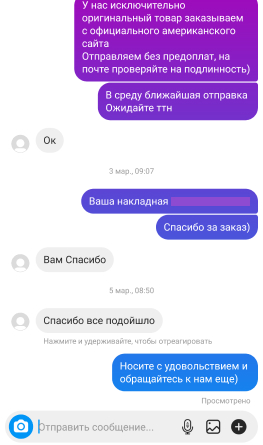 У нас исключительно
оригинальный товар заказываем
с официального американского
сайта
Отправляем без предоплат, на
почте проверяйте на подлинность)
В среду ближайшая отправка
Ожидайте ттн
Ок
3 мар., 09:07
Ваша накладная
Спасибо за заказ)
Вам Спасибо
5 мар., 08:50
Спасибо все подойшло
Нажмите и удерживайте, чтобы отреагировать
Носите с удовольствием и
обращайтесь к нам еще)
Просмотрено
Отправить сообщение...